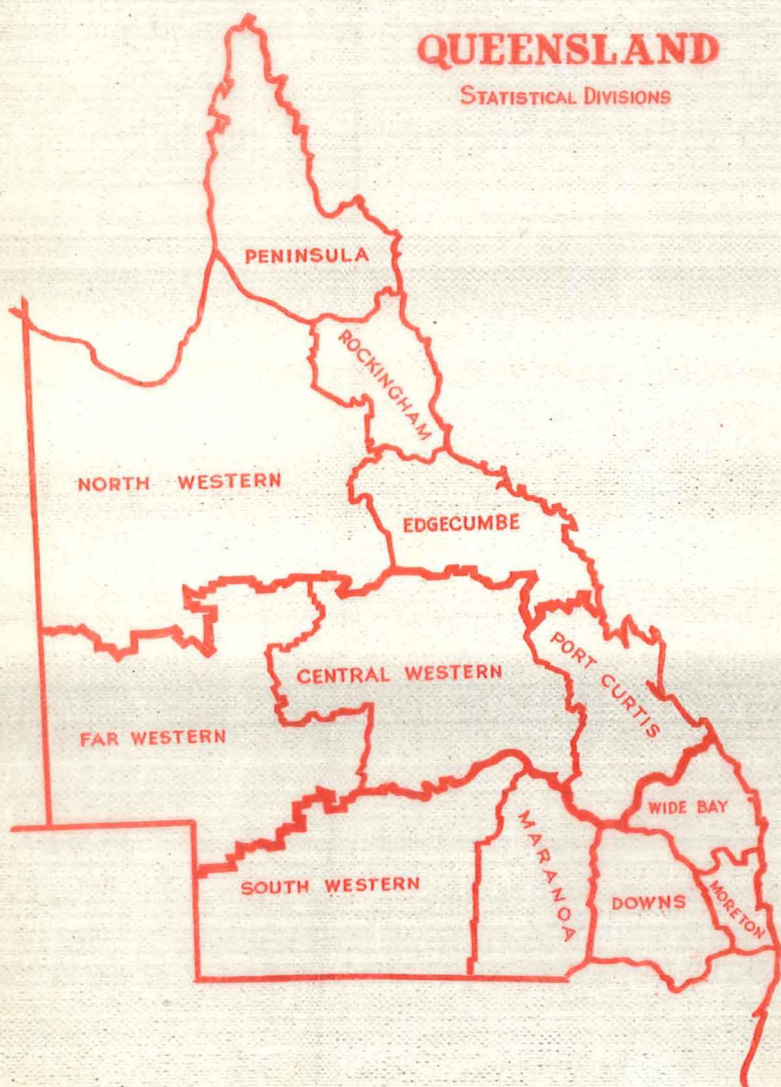 QUEENSLAND
STATISTICAL DIVISIONS
PENINSULA
ROCKINGHAM
NORTH WESTERN
EDGECUMBE
PORT CURTIS
CENTRAL WESTERN
FAR WESTERN
WIDE BAY
MARANOA
SOUTH WESTERN
DOWNS
MORETON